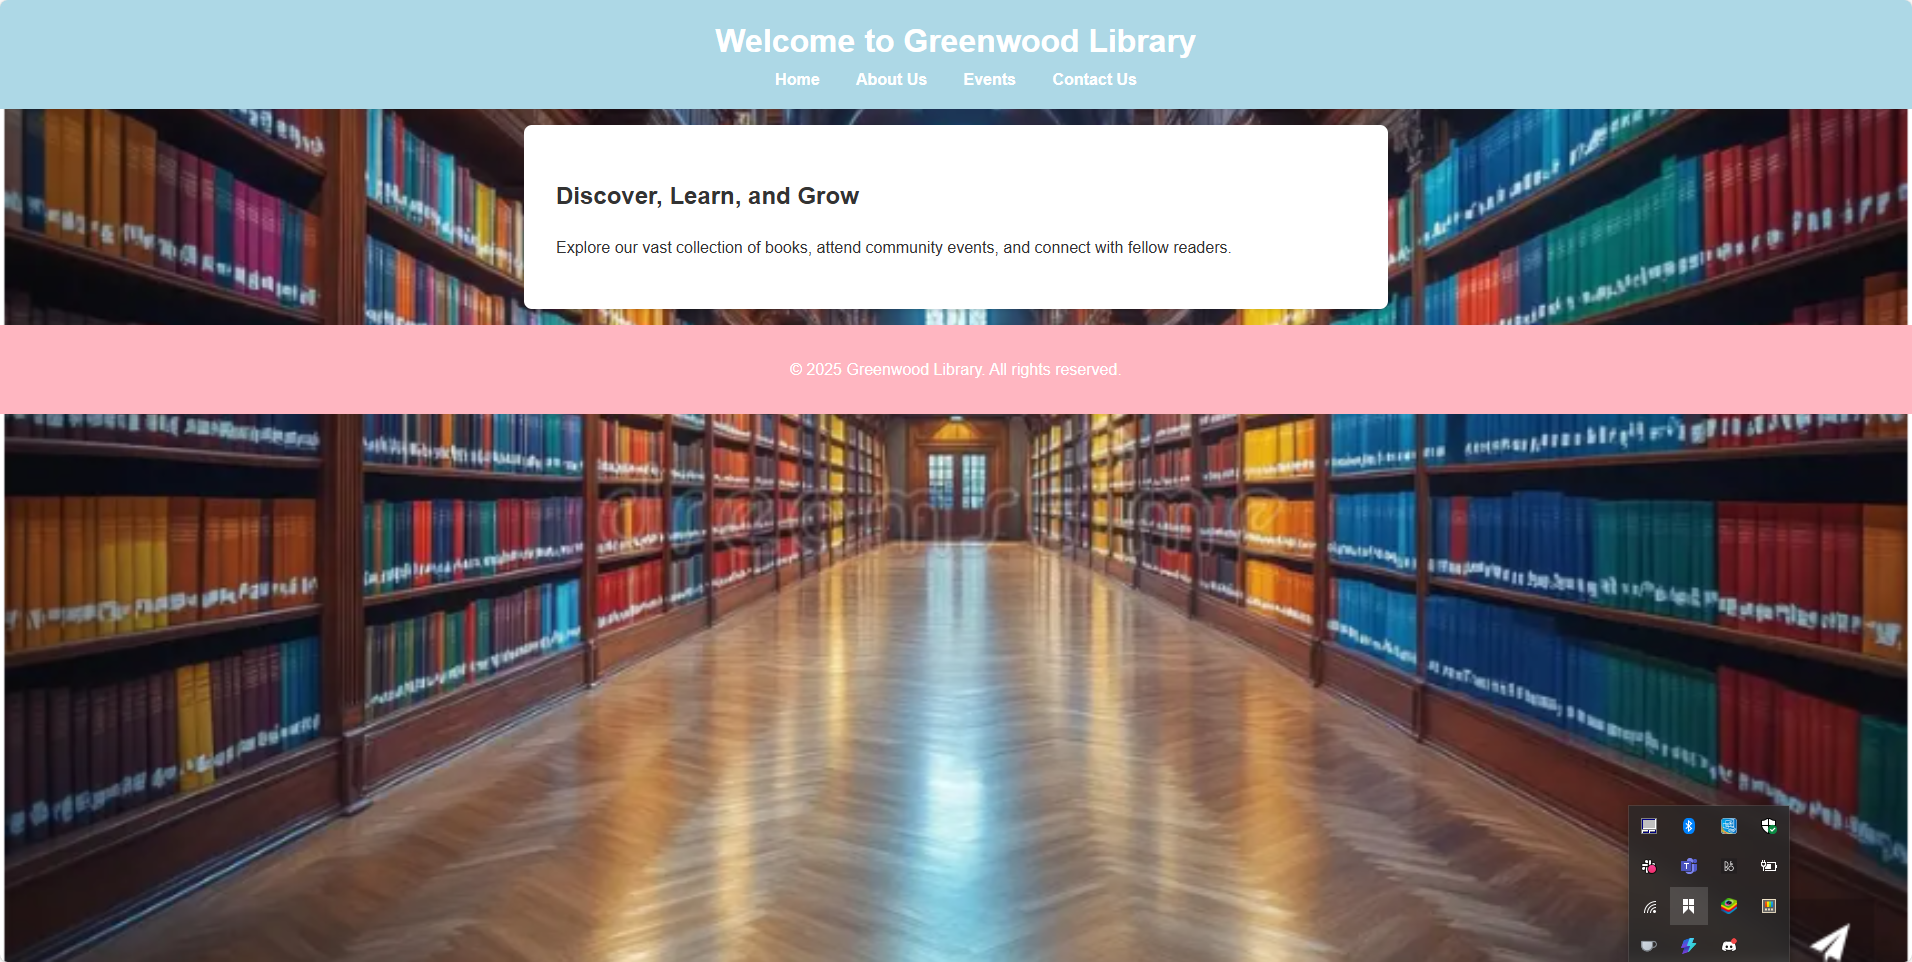 Welcome to Greenwood Library
Home About Us Events Contact Us
Discover, Learn, and Grow
Explore our vast collection of books, attend community events, and connect with fellow readers.
© 2025 Greenwood Library. All rights reserved.
dreamstime